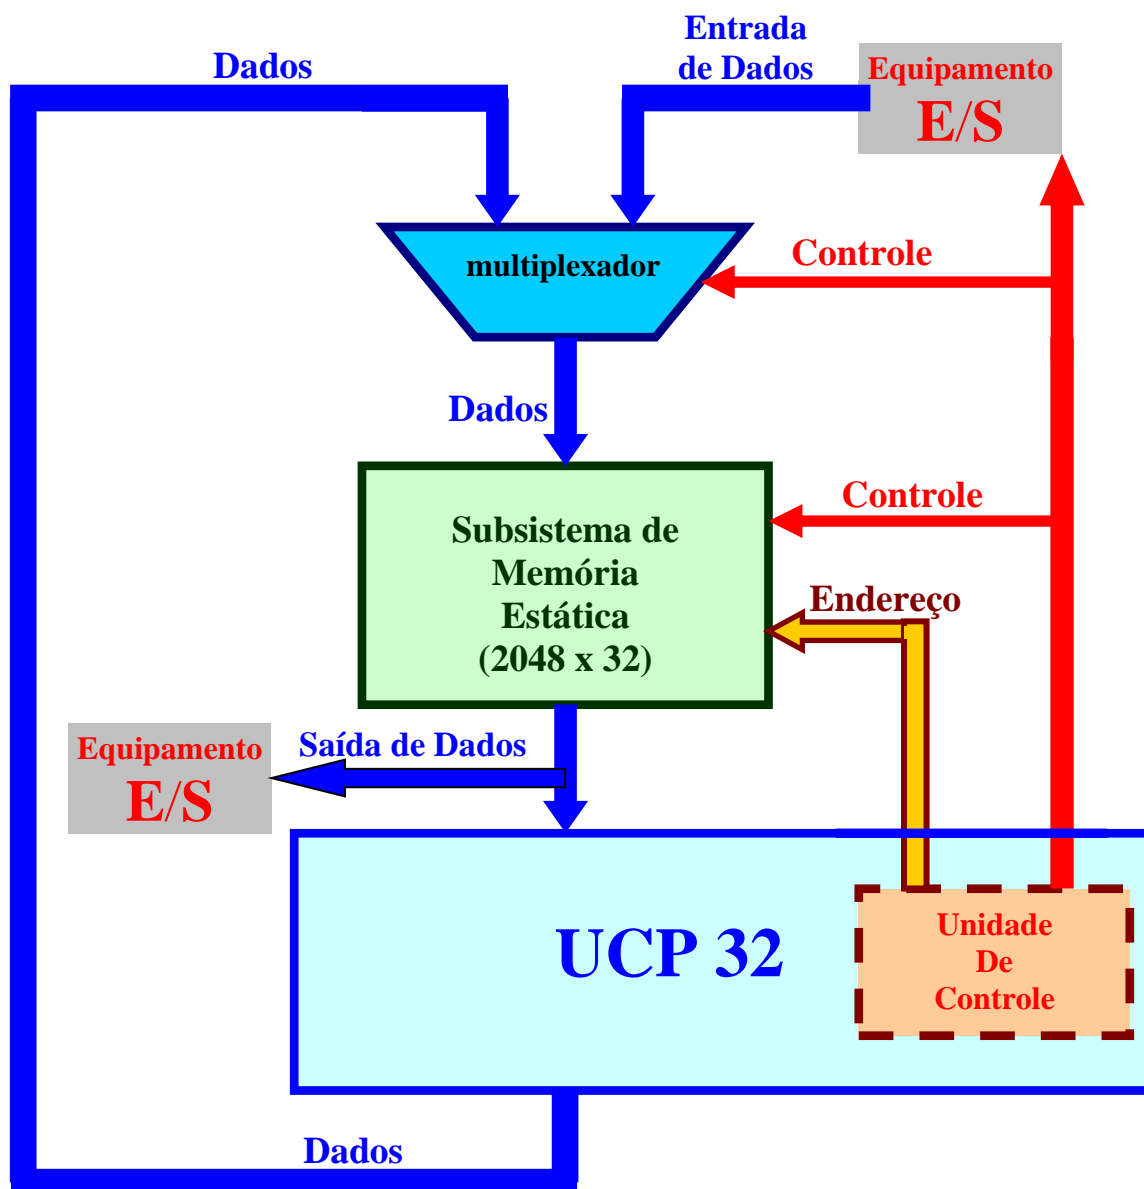 Entrada
de Dados
Dados
Equipamento
E/S
multiplexador
Controle
Dados
Controle
Subsistema de
Memória
Estática
(2048 x 32)
Endereço
Equipamento
E/S
Saída de Dados
UCP 32
Unidade
De
Controle
Dados